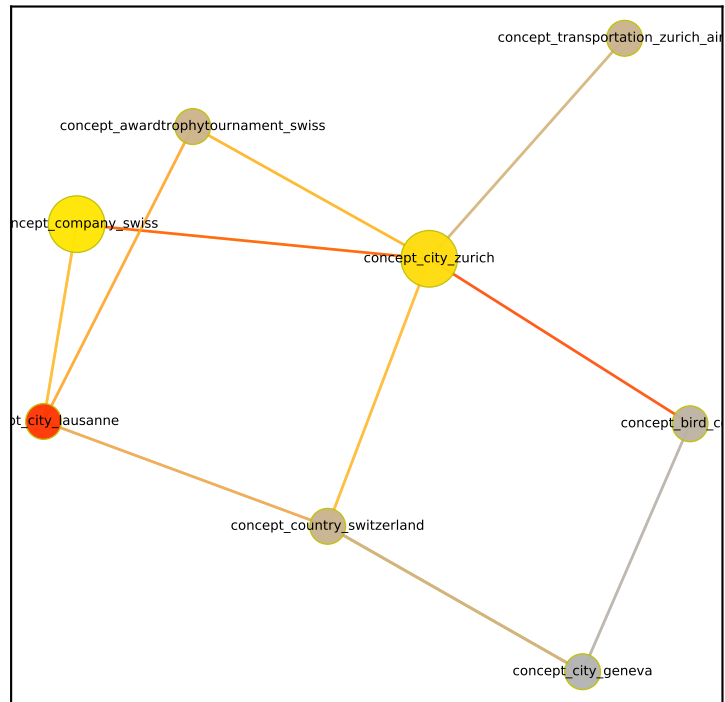 concept_transportation_zurich_air
concept_awardtrophytournament_swiss
ncept_company_swiss
concept_city_zurich
pt_city_lausanne
concept_bird_c
concept_country_switzerland
concept_city_geneva